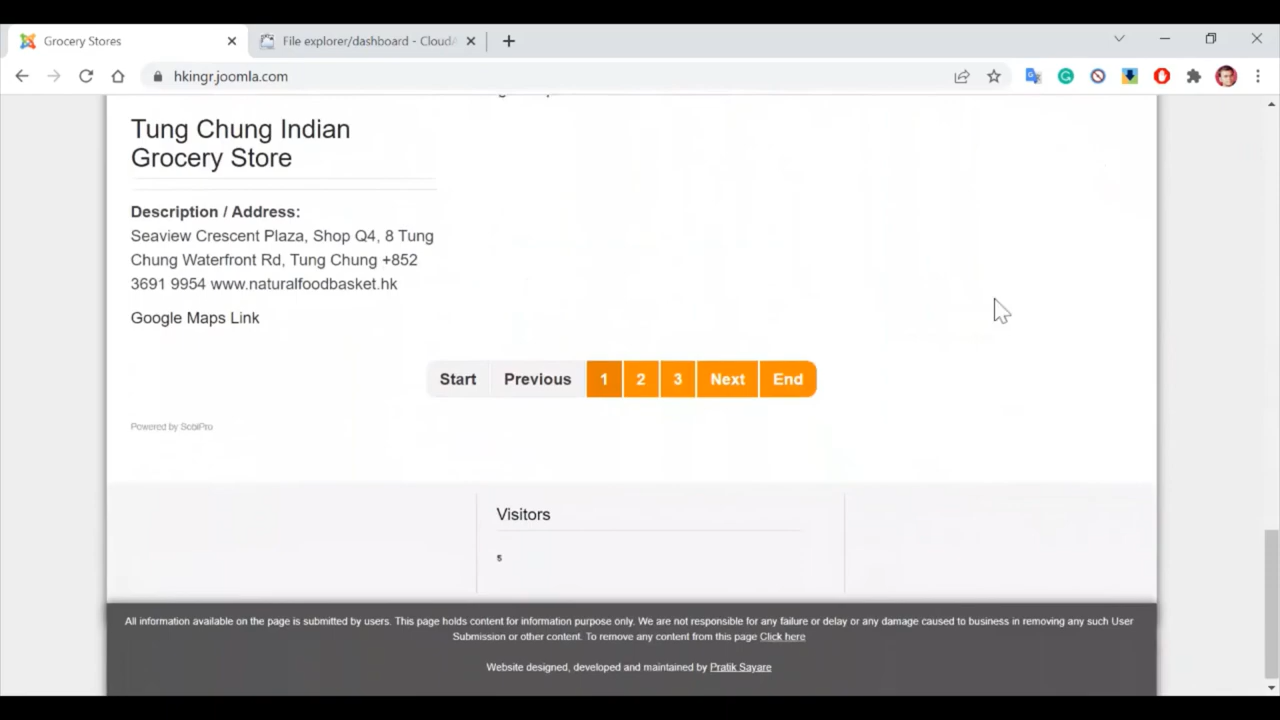 Grocery Stores
File explorer/dashboard - Cloud
hkingr.joomla.com
Tung Chung Indian
Grocery Store
Description / Address:
Seaview Crescent Plaza, Shop Q4, 8 Tung
Chung Waterfront Rd, Tung Chung +852
3691 9954 www.naturalfoodbasket.hk
Google Maps Link
Start Previous 1 2 3 Next End
Powered by SobiPro
Visitors
5
All information available on the page is submitted by users. This page holds content for information purpose only. We are not responsible for any failure or delay or any damage caused to business in removing any such User
Submission or other content. To remove any content from this page Click here
Website designed, developed and maintained by Pratik Sayare